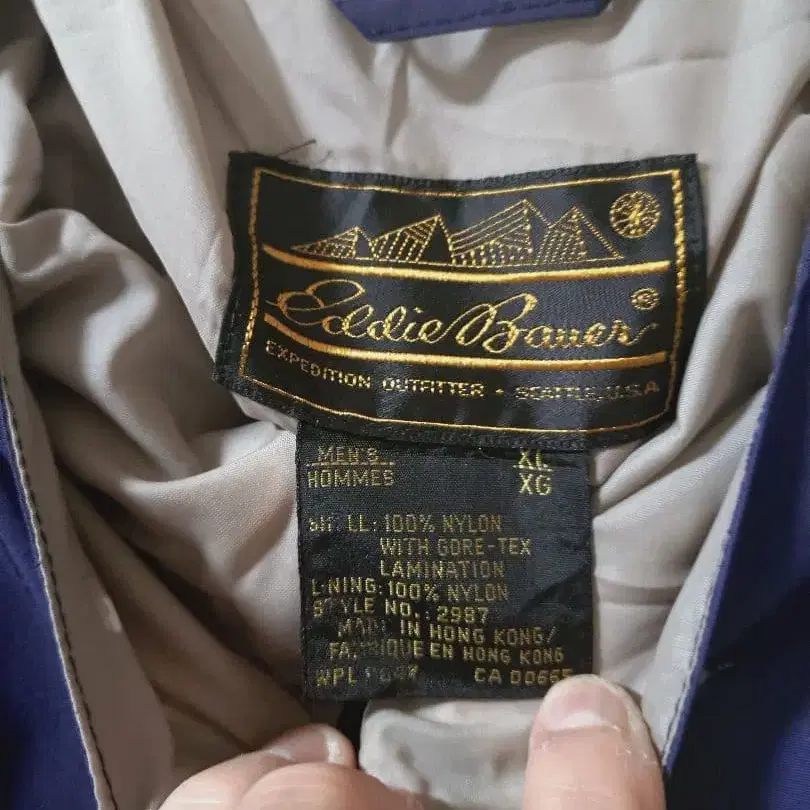 Eddie Bauer ®
EXPEDITION OUTFITTER • SEATTLE, U.S.A
MEN'S XL
HOMMES XG
SHELL: 100% NYLON
WITH GORE-TEX
LAMINATION
LINING: 100% NYLON
STYLE NO.: 2987
MADE IN HONG KONG/
FABRIQUE EN HONG KONG
WPL
CA 00665